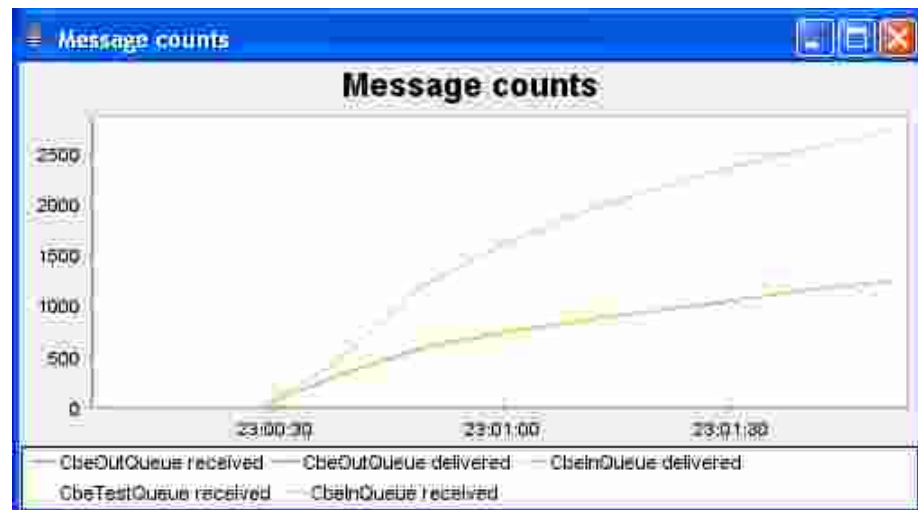 Message counts
Message counts
2500
2000
1500
1000
500
0
23:00:30 23:01:00 23:01:30
CbeOutQueue received CbeOutQueue delivered CbeInQueue delivered
CbeTestQueue received CbeInQueue received